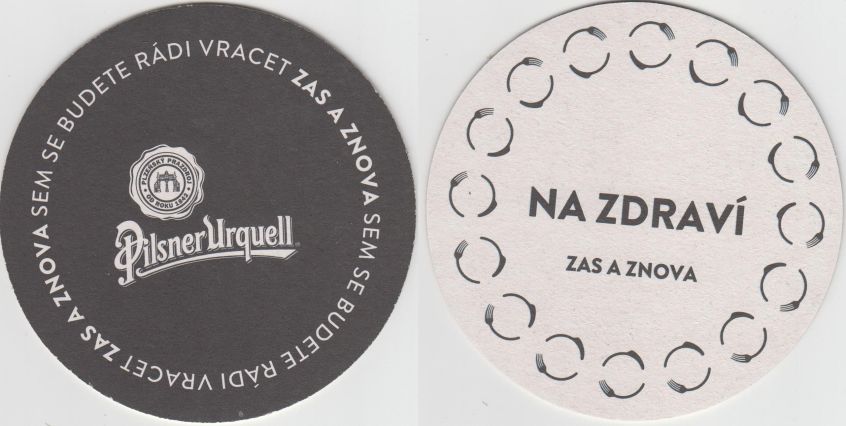 ZAS A ZNOVA SEM SE BUDETE RÁDI VRACET ZAS A ZNOVA SEM SE BUDETE RÁDI VRACET
PLZEŇSKÝ PRAZDROJ
OD ROKU 1842
Pilsner Urquell
NA ZDRAVÍ
ZAS A ZNOVA